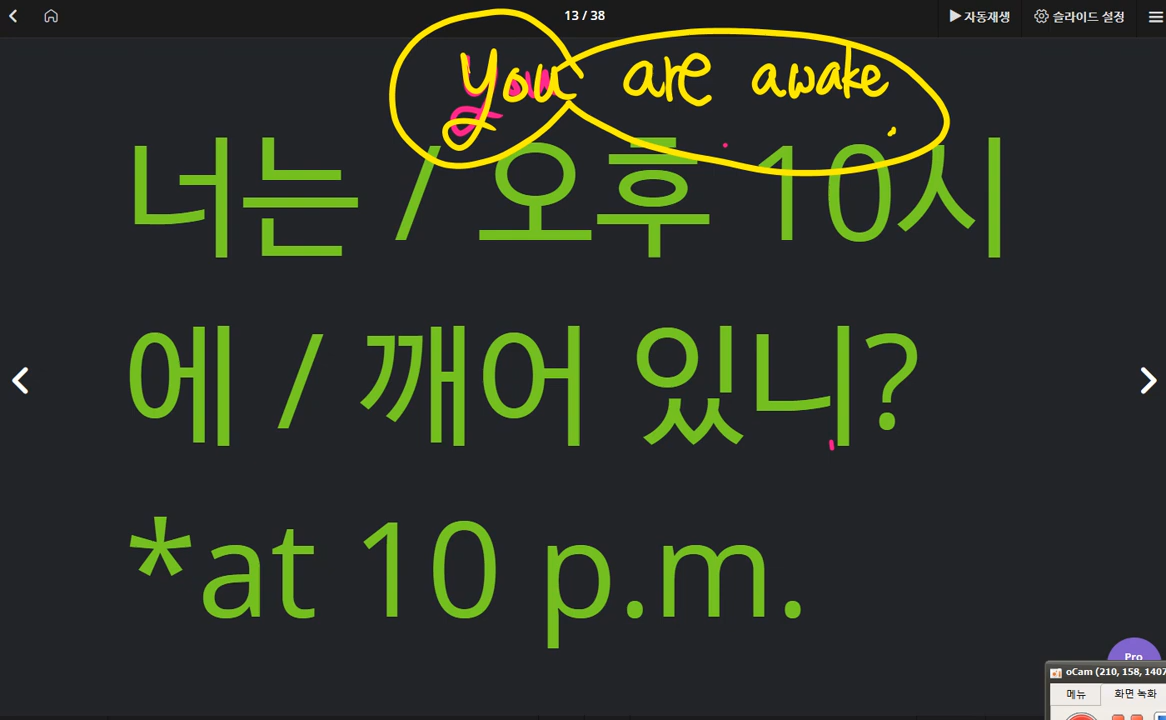 13 / 38
▶자동재생
슬라이드 설정
You are awake.
너는 / 오후 10시
에 / 깨어 있니?
*at 10 p.m.
Pro
oCam (210, 158, 1407
메뉴
화면 녹화